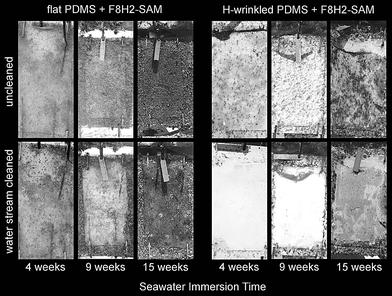 flat PDMS + F8H2-SAM
H-wrinkled PDMS + F8H2-SAM
uncleaned
water stream cleaned
4 weeks
9 weeks
15 weeks
4 weeks
9 weeks
15 weeks
Seawater Immersion Time